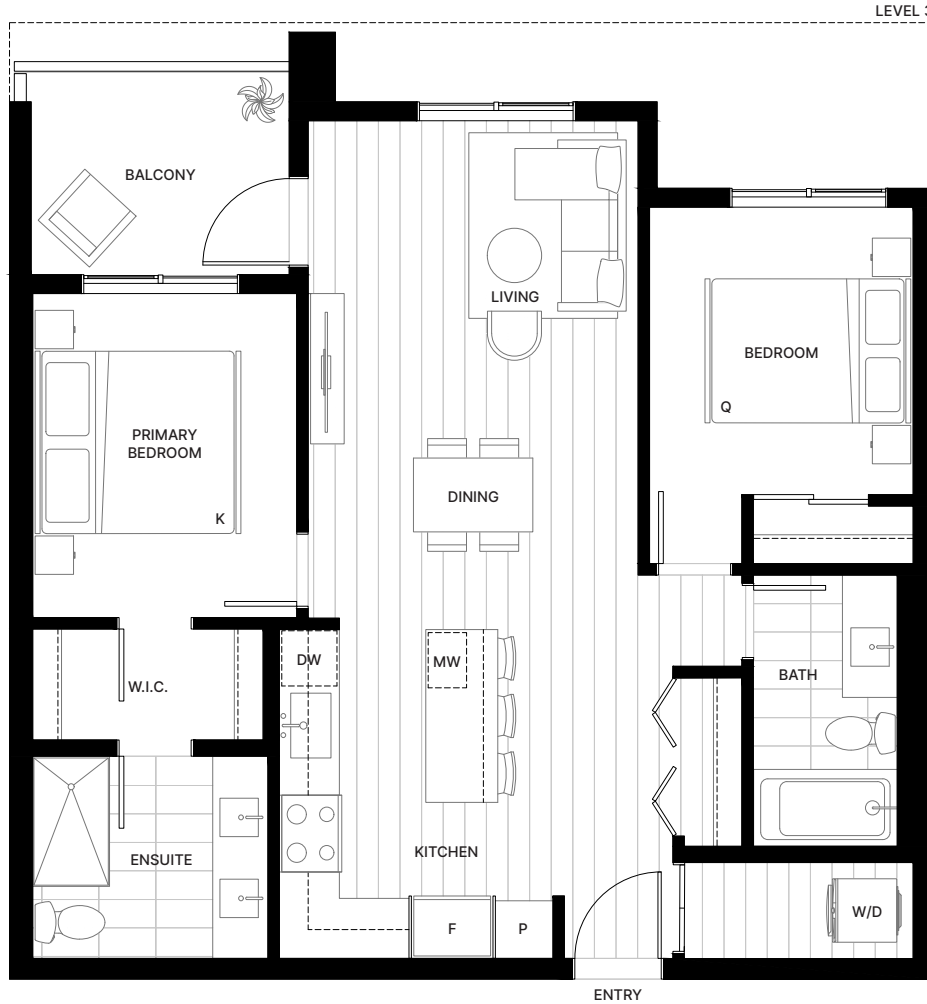 LEVEL 3
BALCONY
LIVING
BEDROOM
Q
PRIMARY
BEDROOM
K
DINING
DW
MW
W.I.C.
BATH
KITCHEN
ENSUITE
F
P
W/D
ENTRY